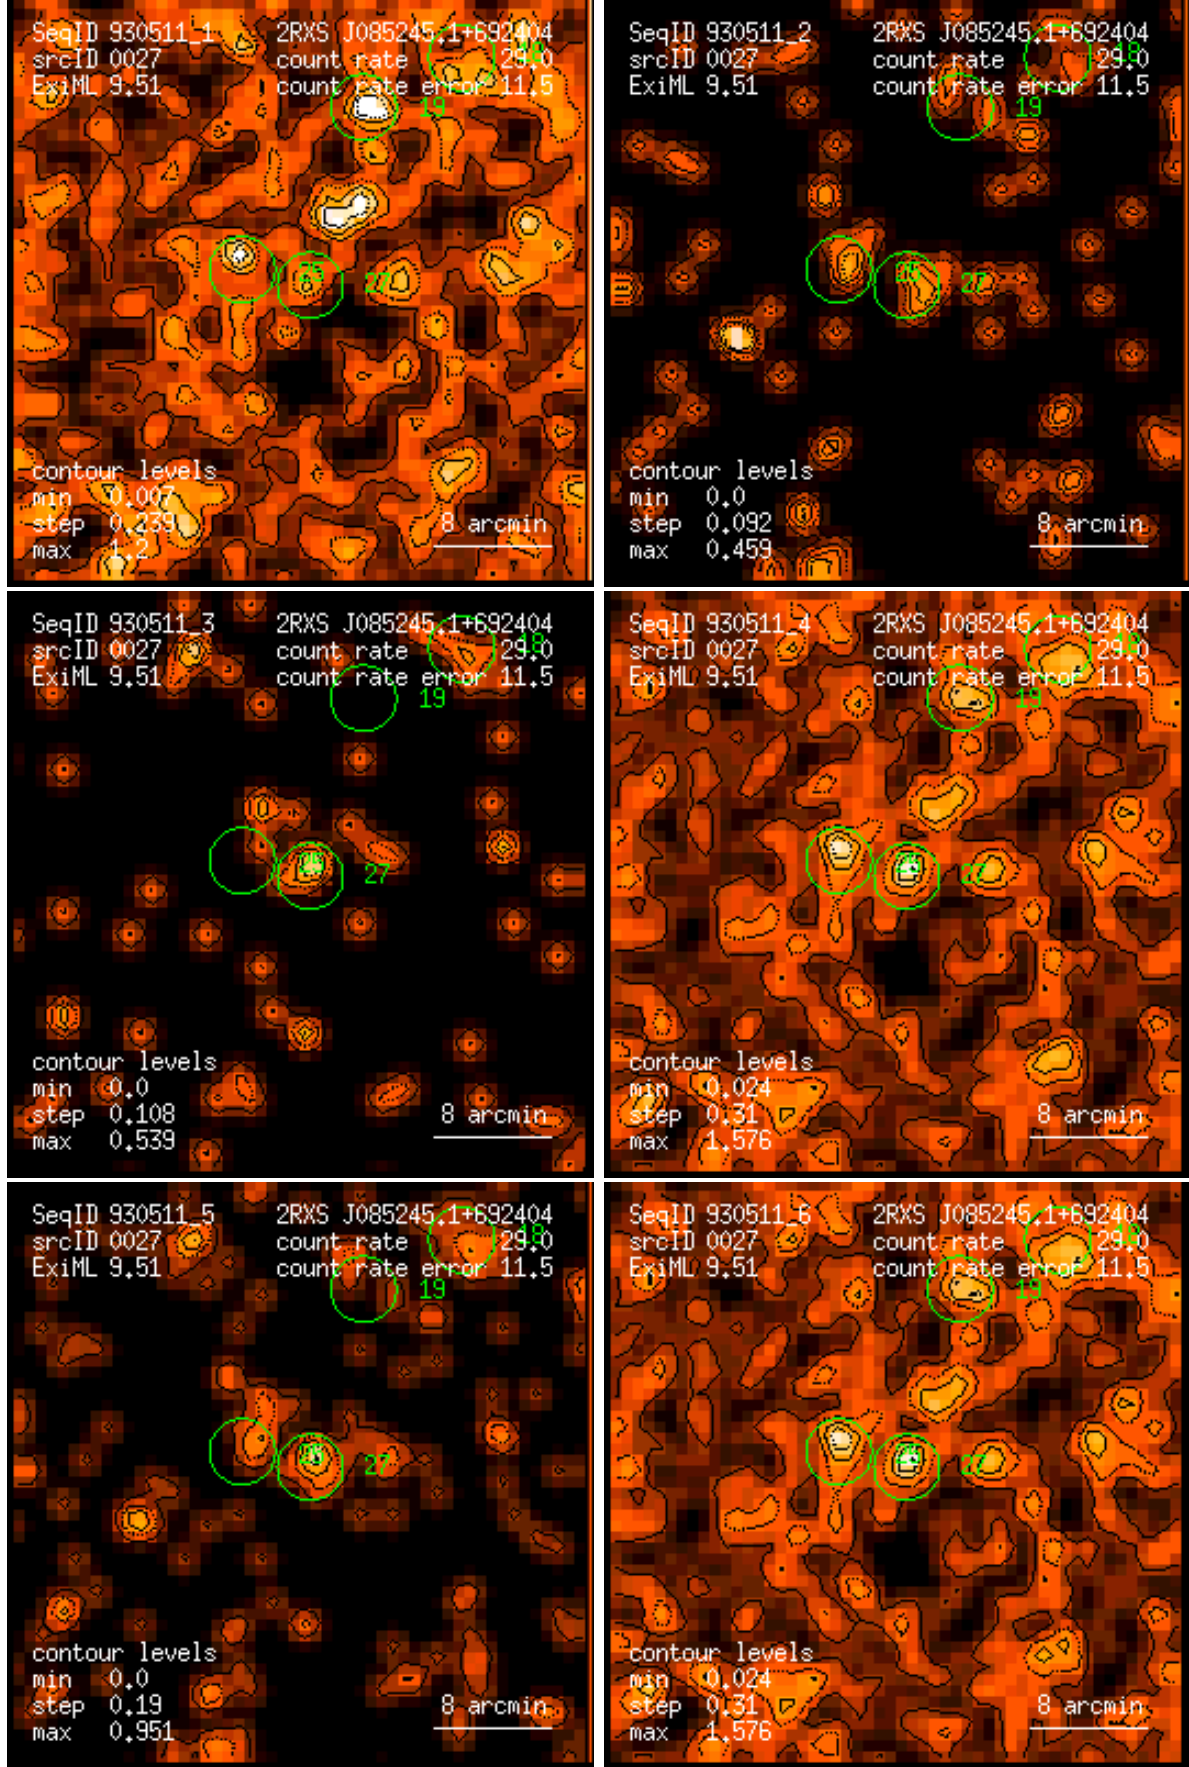 SeqID 930511_1 2RXS J085245.1+692404
srcID 0027 count rate 29.0
18
ExiML 9.51 count rate error 11.5
19
27
contour levels
min 0.007
step 0.239
max 1.2
8 arcmin
SeqID 930511_2 2RXS J085245.1+692404
srcID 0027 count rate 29.0
18
ExiML 9.51 count rate error 11.5
19
27
contour levels
min 0.0
step 0.092
max 0.459
8 arcmin
SeqID 930511_3 2RXS J085245.1+692404
srcID 0027 count rate 29.0
18
ExiML 9.51 count rate error 11.5
19
27
contour levels
min 0.0
step 0.108
max 0.539
8 arcmin
SeqID 930511_4 2RXS J085245.1+692404
srcID 0027 count rate 29.0
18
ExiML 9.51 count rate error 11.5
19
27
contour levels
min 0.024
step 0.31
max 1.576
8 arcmin
SeqID 930511_5 2RXS J085245.1+692404
srcID 0027 count rate 29.0
18
ExiML 9.51 count rate error 11.5
19
27
contour levels
min 0.0
step 0.19
max 0.951
8 arcmin
SeqID 930511_6 2RXS J085245.1+692404
srcID 0027 count rate 29.0
18
ExiML 9.51 count rate error 11.5
19
27
contour levels
min 0.024
step 0.31
max 1.576
8 arcmin